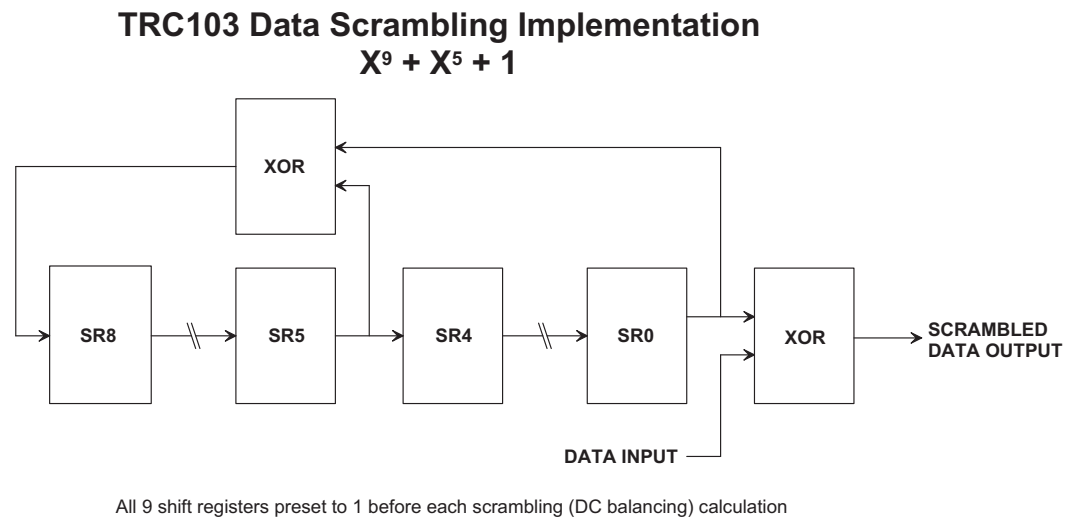 TRC103 Data Scrambling Implementation
X⁹ + X⁵ + 1
XOR
SR8
SR5
SR4
SR0
XOR
SCRAMBLED
DATA OUTPUT
DATA INPUT
All 9 shift registers preset to 1 before each scrambling (DC balancing) calculation